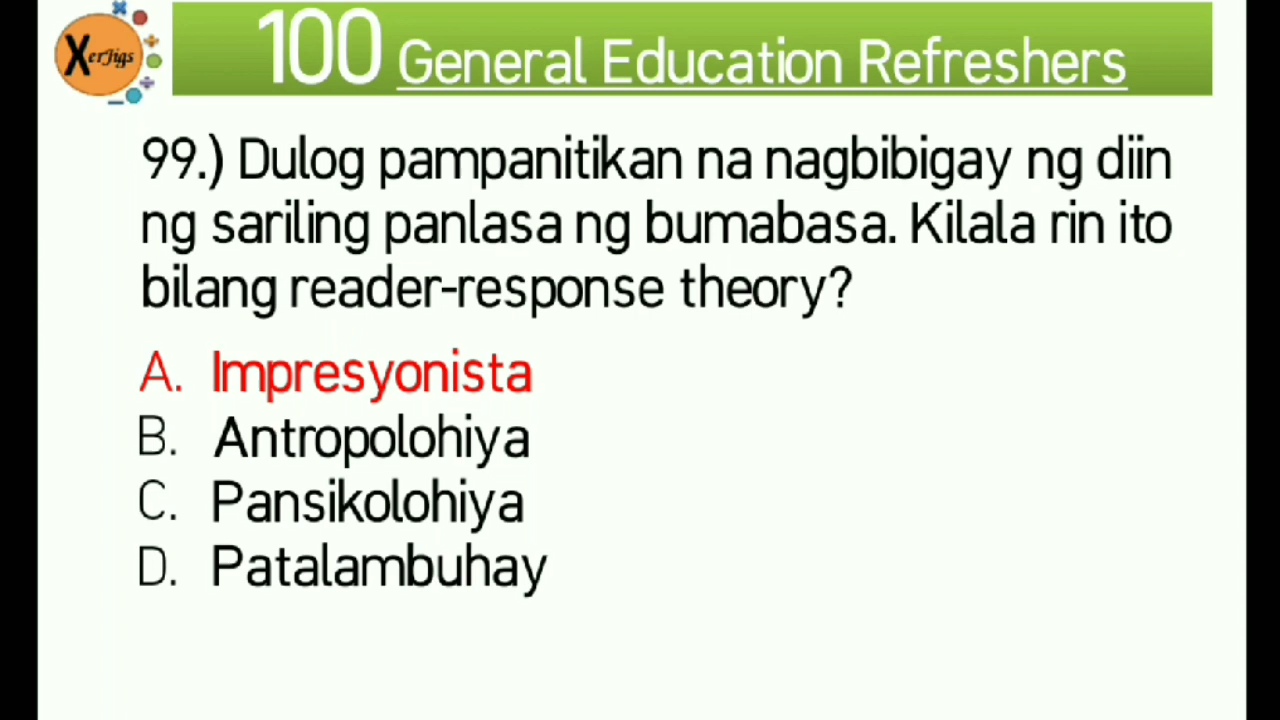 XerJigs
100 General Education Refreshers
99.) Dulog pampanitikan na nagbibigay ng diin
ng sariling panlasa ng bumabasa. Kilala rin ito
bilang reader-response theory?
A. Impresyonista
B. Antropolohiya
C. Pansikolohiya
D. Patalambuhay